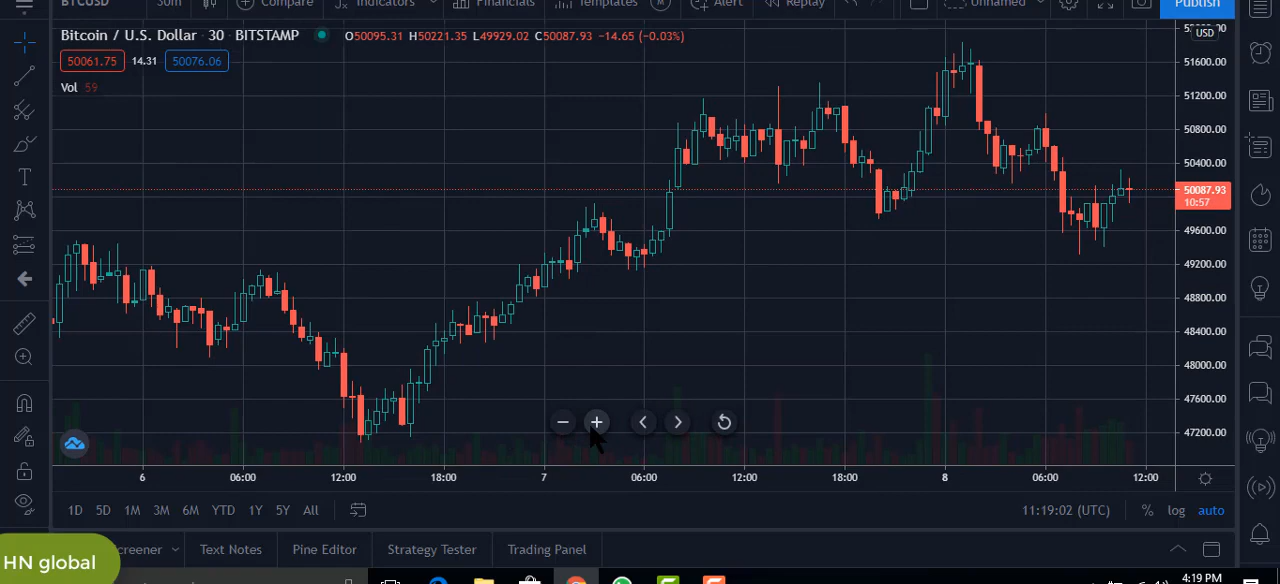 BTCUSD 30m Compare Indicators Financials Templates M Alert Replay Unnamed Publish
Bitcoin / U.S. Dollar · 30 · BITSTAMP O50095.31 H50221.35 L49929.02 C50087.93 −14.65 (−0.03%)
USD
50061.75 14.31 50076.06
Vol 59
51600.00
51200.00
50800.00
50400.00
50087.93
10:57
49600.00
49200.00
48800.00
48400.00
48000.00
47600.00
47200.00
6 06:00 12:00 18:00 7 06:00 12:00 18:00 8 06:00 12:00
1D 5D 1M 3M 6M YTD 1Y 5Y All 11:19:02 (UTC) % log auto
Text Notes Pine Editor Strategy Tester Trading Panel
HN global
4:19 PM